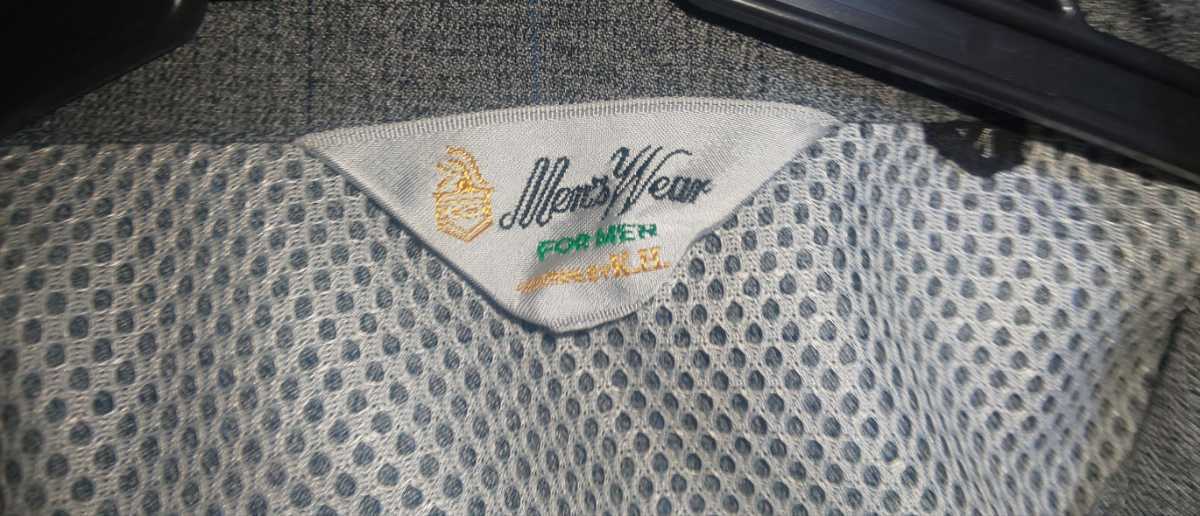 Men's Wear
FOR MEN
K.H.